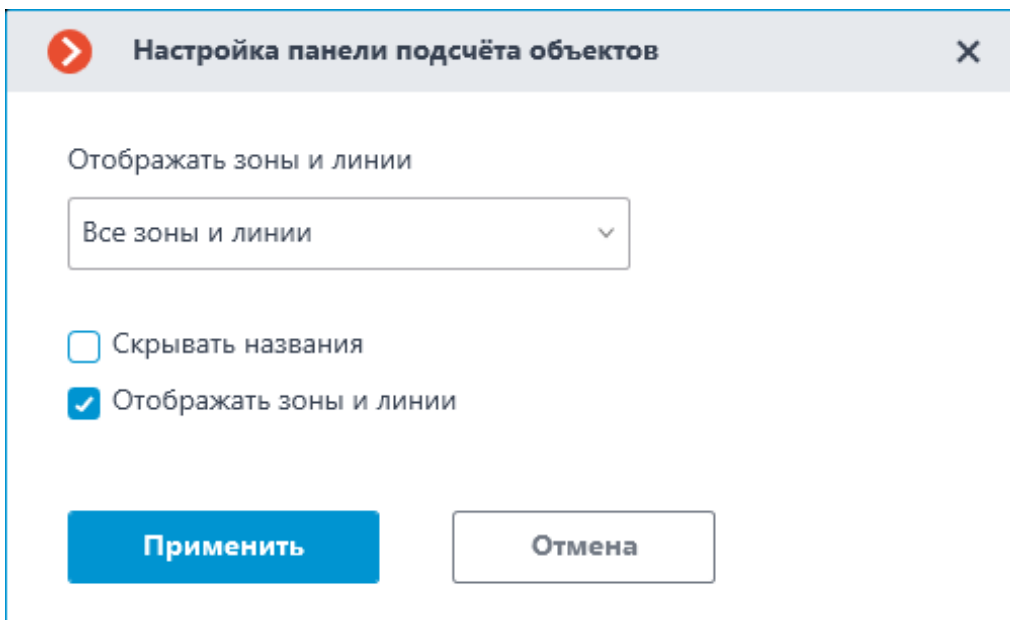 Настройка панели подсчёта объектов
Отображать зоны и линии
Все зоны и линии
Скрывать названия
Отображать зоны и линии
Применить
Отмена